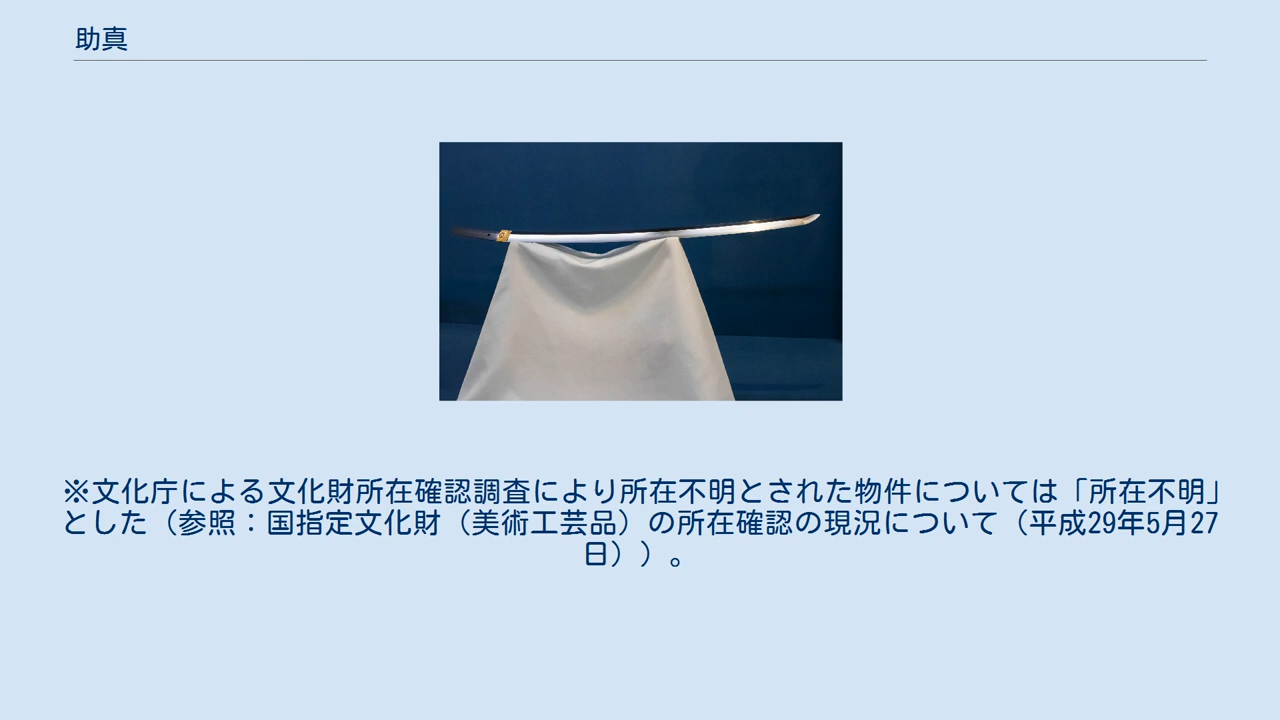 助真
※文化庁による文化財所在確認調査により所在不明とされた物件については「所在不明」
とした（参照：国指定文化財（美術工芸品）の所在確認の現況について（平成29年5月27
日））。